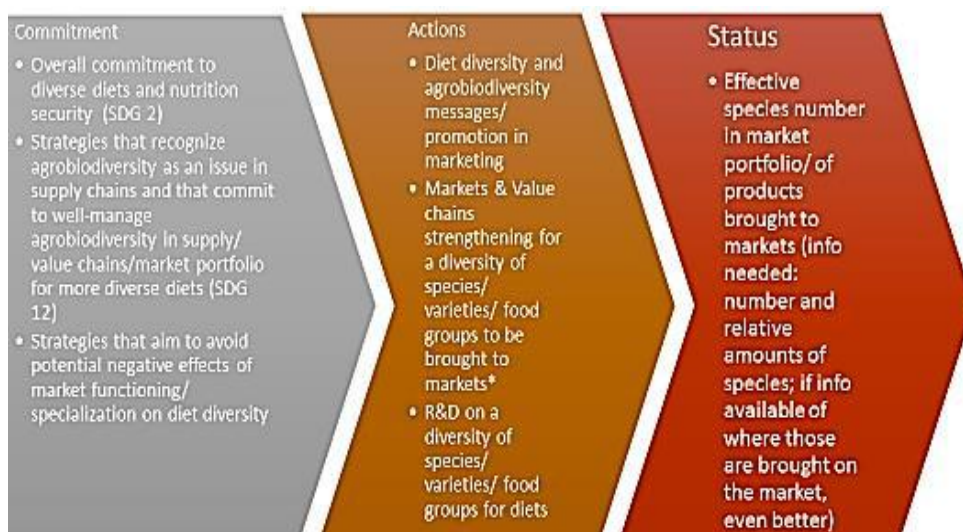 Commitment
• Overall commitment to
diverse diets and nutrition
security (SDG 2)
• Strategies that recognize
agrobiodiversity as an issue in
supply chains and that commit
to well-manage
agrobiodiversity in supply/
value chains/market portfolio
for more diverse diets (SDG
12)
• Strategies that aim to avoid
potential negative effects of
market functioning/
specialization on diet diversity
Actions
• Diet diversity and
agrobiodiversity
messages/
promotion in
marketing
• Markets & Value
chains
strengthening for
a diversity of
species/
varieties/ food
groups to be
brought to
markets*
• R&D on a
diversity of
species/
varieties/ food
groups for diets
Status
• Effective
species number
in market
portfolio/ of
products
brought to
markets (info
needed:
number and
relative
amounts of
species; if info
available of
where those
are brought on
the market,
even better)